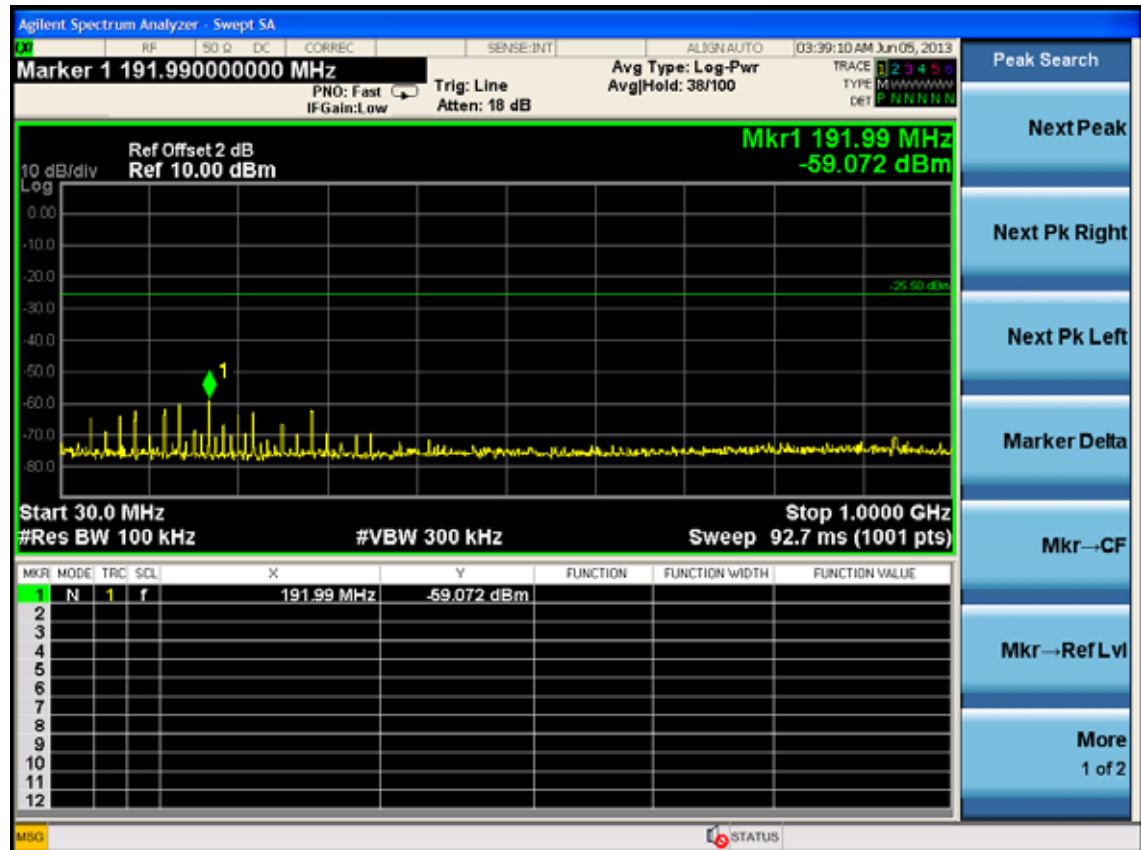 Agilent Spectrum Analyzer - Swept SA
LXI RF 50 Ω DC CORREC SENSE:INT ALIGN AUTO 03:39:10 AM Jun 05, 2013
Marker 1 191.990000000 MHz
PNO: Fast
IFGain:Low
Trig: Line
Atten: 18 dB
Avg Type: Log-Pwr
Avg|Hold: 38/100
TRACE 1 2 3 4 5 6
TYPE M W W W W W
DET P N N N N N
Mkr1 191.99 MHz
-59.072 dBm
Ref Offset 2 dB
10 dB/div Ref 10.00 dBm
Log
0.00
-10.0
-20.0
-25.50 dBm
-30.0
-40.0
-50.0
1
-60.0
-70.0
-80.0
Start 30.0 MHz Stop 1.0000 GHz
#Res BW 100 kHz #VBW 300 kHz Sweep 92.7 ms (1001 pts)
MKR MODE TRC SCL X Y FUNCTION FUNCTION WIDTH FUNCTION VALUE
1 N 1 f 191.99 MHz -59.072 dBm
2
3
4
5
6
7
8
9
10
11
12
MSG STATUS
Peak Search
Next Peak
Next Pk Right
Next Pk Left
Marker Delta
Mkr→CF
Mkr→Ref Lvl
More
1 of 2